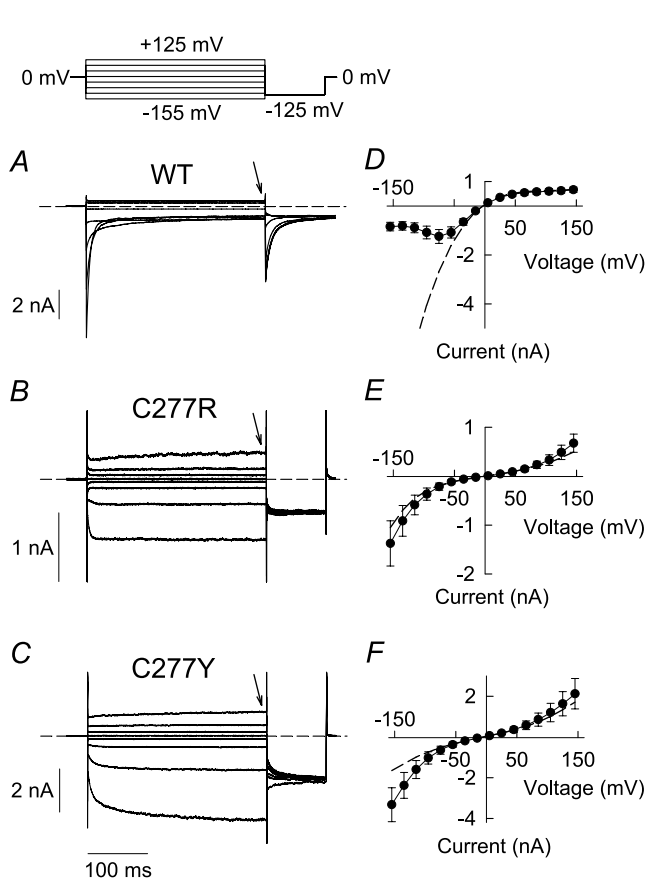 +125 mV
0 mV
0 mV
-155 mV
-125 mV
A
WT
2 nA
D
1
-150
50
150
Voltage (mV)
-2
-4
Current (nA)
B
C277R
1 nA
E
1
-150
-50
50
150
Voltage (mV)
-1
-2
Current (nA)
C
C277Y
2 nA
100 ms
F
2
-150
-50
50
150
Voltage (mV)
-2
-4
Current (nA)